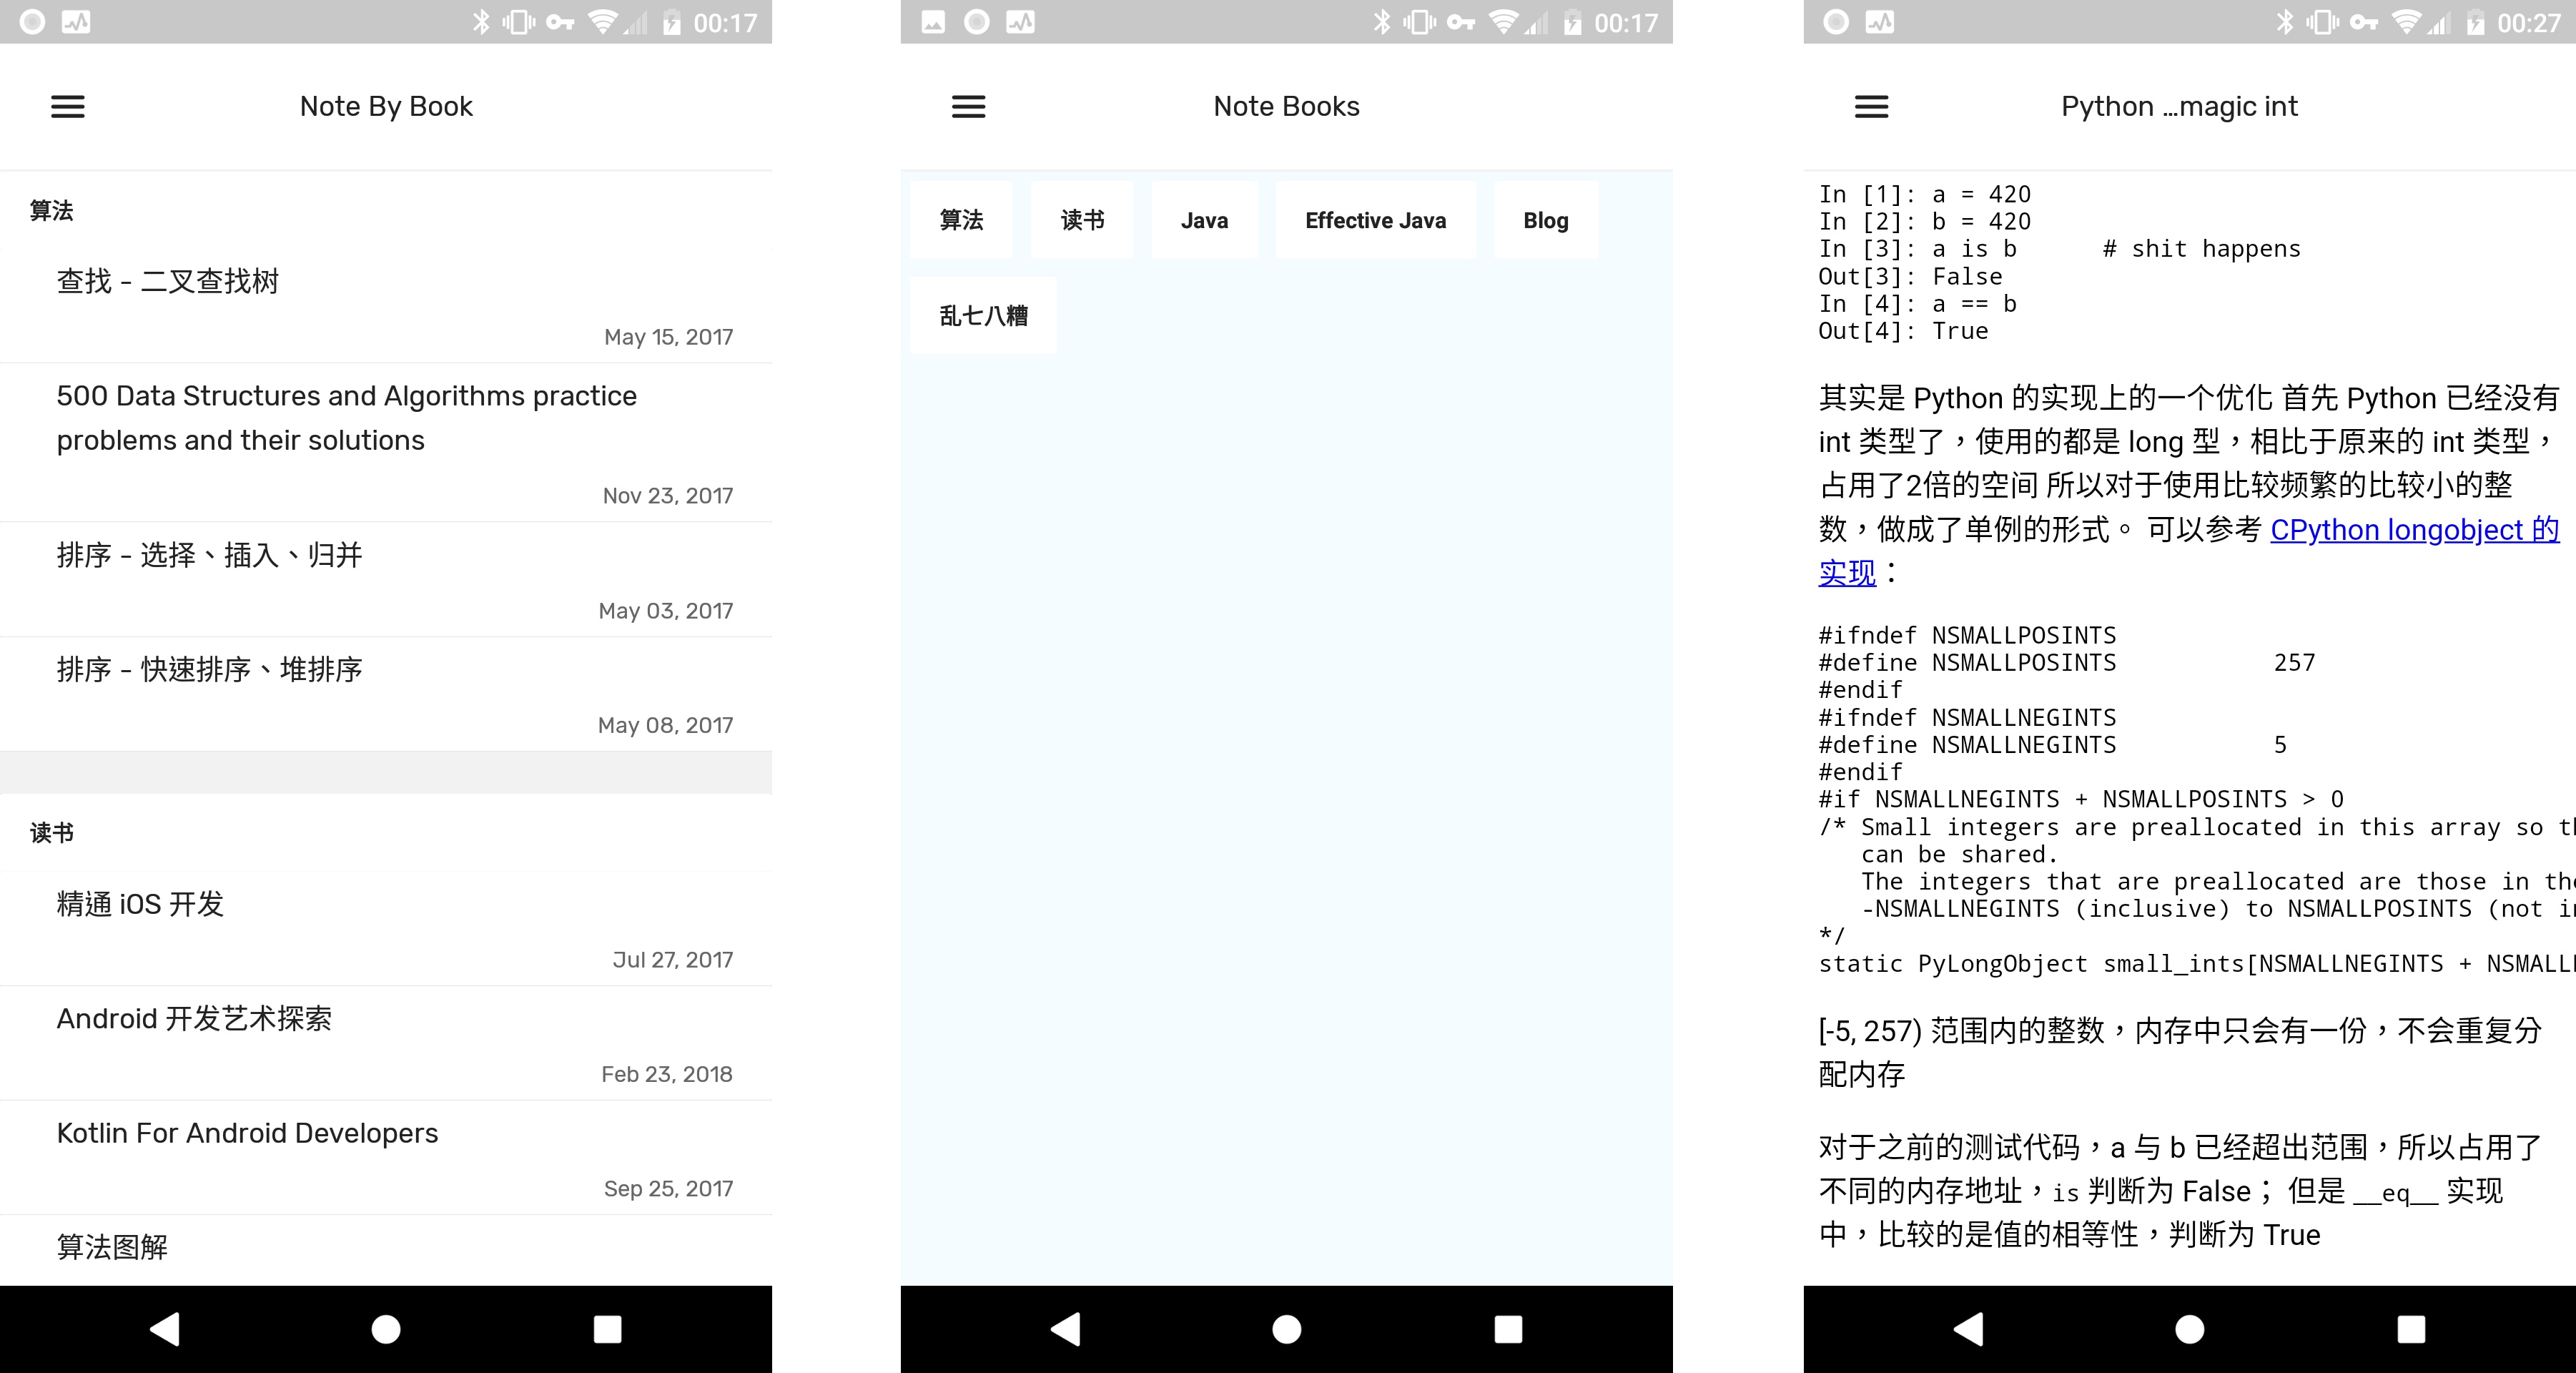 00:17
Note By Book
算法
查找 - 二叉查找树
May 15, 2017
500 Data Structures and Algorithms practice
problems and their solutions
Nov 23, 2017
排序 - 选择、插入、归并
May 03, 2017
排序 - 快速排序、堆排序
May 08, 2017
读书
精通 iOS 开发
Jul 27, 2017
Android 开发艺术探索
Feb 23, 2018
Kotlin For Android Developers
Sep 25, 2017
算法图解
00:17
Note Books
算法
读书
Java
Effective Java
Blog
乱七八糟
00:27
Python ...magic int
In [1]: a = 420
In [2]: b = 420
In [3]: a is b      # shit happens
Out[3]: False
In [4]: a == b
Out[4]: True
其实是 Python 的实现上的一个优化 首先 Python 已经没有
int 类型了，使用的都是 long 型，相比于原来的 int 类型，
占用了2倍的空间 所以对于使用比较频繁的比较小的整
数，做成了单例的形式。 可以参考 CPython longobject 的
实现：
#ifndef NSMALLPOSINTS
#define NSMALLPOSINTS           257
#endif
#ifndef NSMALLNEGINTS
#define NSMALLNEGINTS           5
#endif
#if NSMALLNEGINTS + NSMALLPOSINTS > 0
/* Small integers are preallocated in this array so
   can be shared.
   The integers that are preallocated are those in
   -NSMALLNEGINTS (inclusive) to NSMALLPOSINTS (not
*/
static PyLongObject small_ints[NSMALLNEGINTS +
[-5, 257) 范围内的整数，内存中只会有一份，不会重复分
配内存
对于之前的测试代码，a 与 b 已经超出范围，所以占用了
不同的内存地址，is 判断为 False； 但是 __eq__ 实现
中，比较的是值的相等性，判断为 True